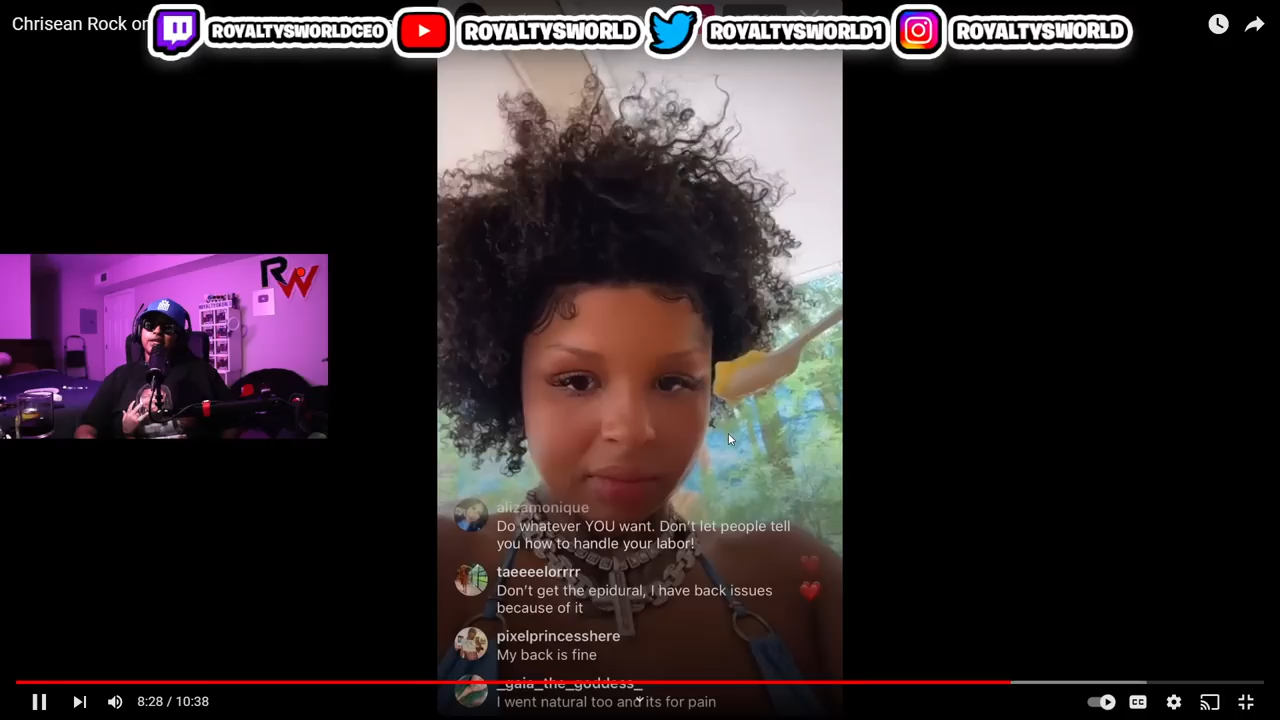 Chrisean Rock on
ROYALTYSWORLDCEO
ROYALTYSWORLD
ROYALTYSWORLD1
ROYALTYSWORLD
RW
alizamonique
Do whatever YOU want. Don't let people tell
you how to handle your labor!
taeeeelorrrr
Don't get the epidural, I have back issues
because of it
pixelprincesshere
My back is fine
_gaia_the_goddess_
I went natural too and its for pain
8:28 / 10:38
CC